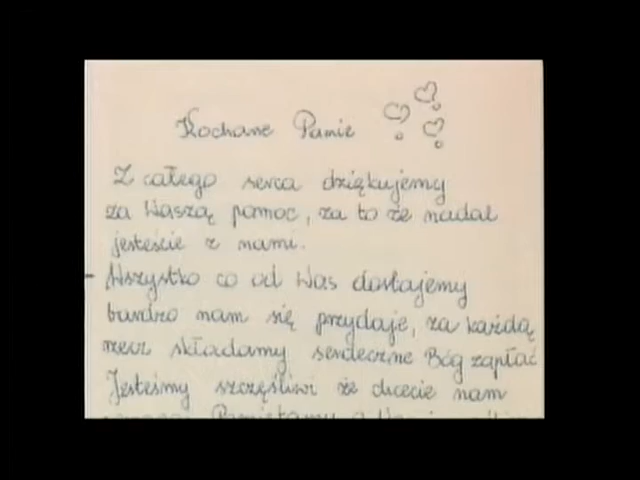 Kochane Panie
Z całego serca dziękujemy
za Waszą pomoc, za to że nadal
jesteście z nami.
Wszystko co od Was dostajemy
bardzo nam się przydaje, za każdą
rzecz składamy serdeczne Bóg zapłać
Jesteśmy szczęśliwi że chcecie nam